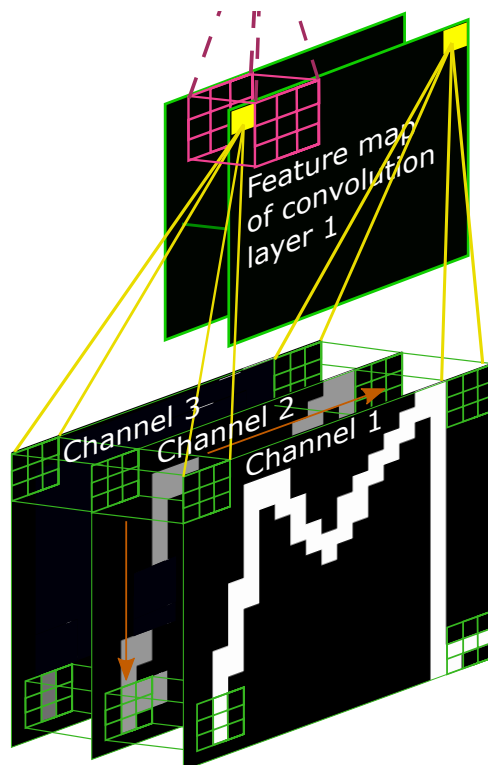 Feature map
of convolution
layer 1
Channel 3
Channel 2
Channel 1